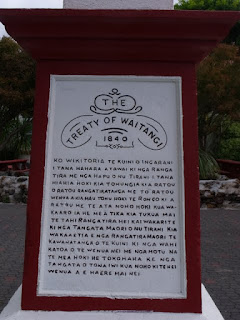 THE
TREATY OF WAITANGI
1840
KO WIKITORIA TE KUINI O INGARANI
I TANA MAHARA ATAWAI KI NGA RANGA
TIRA ME NGA HAPU O NU TIRANI I TANA
HIAHIA HOKI KIA TOHUNGIA KIA RATOU
O RATOU RANGATIRATANGA ME TO RATOU
WENUA A KIA MAU TONU HOKI TE RONGO KI A
RATOU ME TE ATA NOHO HOKI KUA WA
KAARO IA HE MEA TIKA KIA TUKUA MAI
TE TAHI RANGATIRA HEI KAI WAKARITE
KI NGA TANGATA MAORI O NU TIRANI KIA
WAKAAETIA E NGA RANGATIRA MAORI TE
KAWANATANGA O TE KUINI KI NGA WAHI
KATOA O TE WENUA NEI ME NGA MOTU NA
TE MEA HOKI HE TOKOMAHA KE NGA
TANGATA O TONA IWI KUA NOHO KI TENEI
WENUA A E HAERE MAI NEI